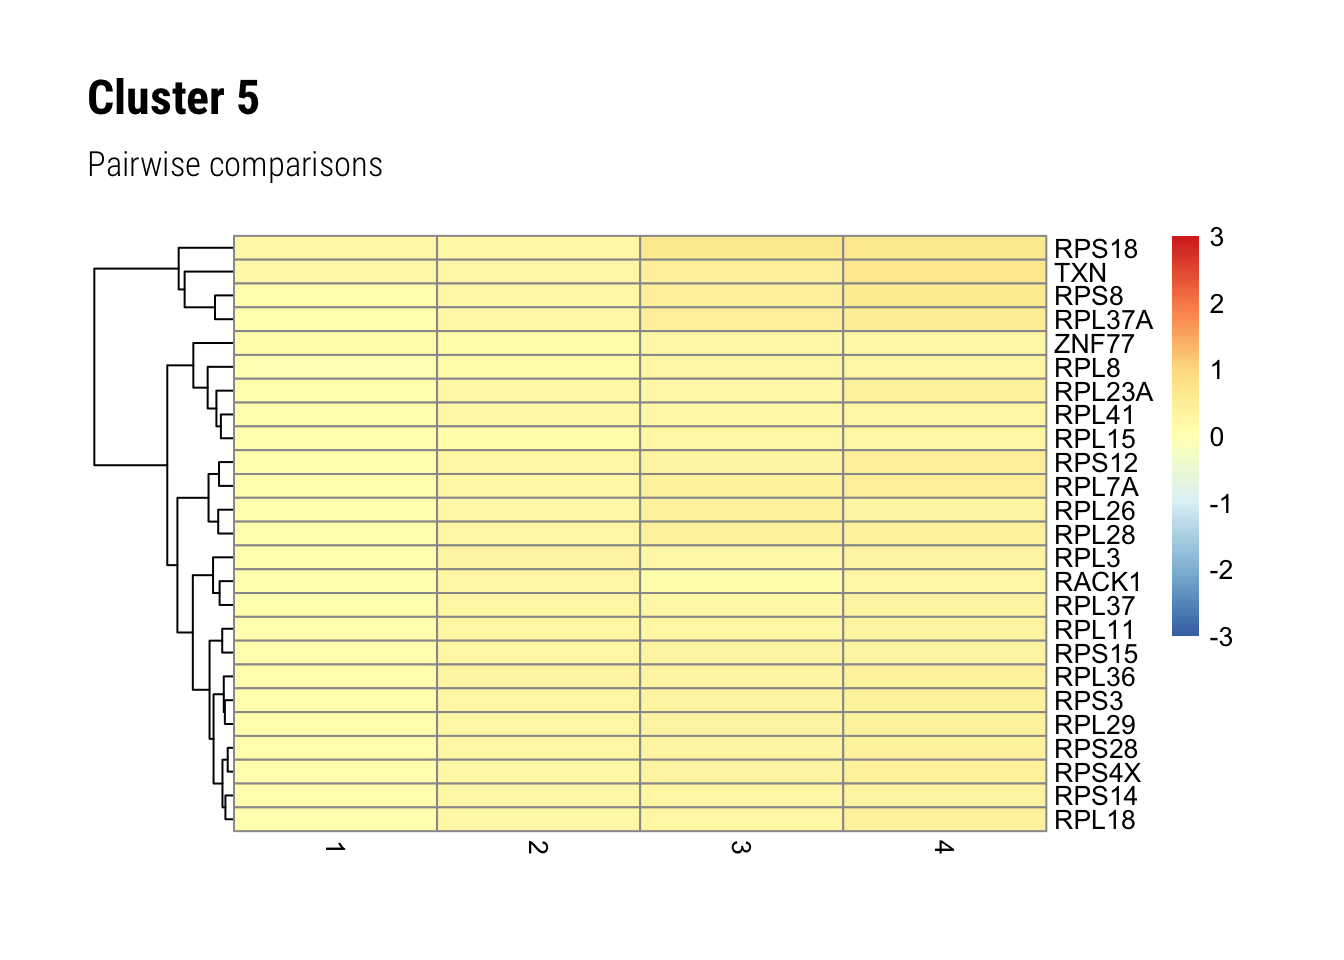 Cluster 5
Pairwise comparisons
RPS18
TXN
RPS8
RPL37A
ZNF77
RPL8
RPL23A
RPL41
RPL15
RPS12
RPL7A
RPL26
RPL28
RPL3
RACK1
RPL37
RPL11
RPS15
RPL36
RPS3
RPL29
RPS28
RPS4X
RPS14
RPL18
3
2
1
0
-1
-2
-3
1 2 3 4